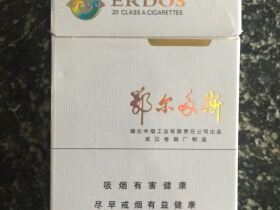 ERDOS
20 CLASS A CIGARETTES
鄂尔多斯
湖北中烟工业有限责任公司出品
武汉卷烟厂制造
吸烟有害健康
尽早戒烟有益健康